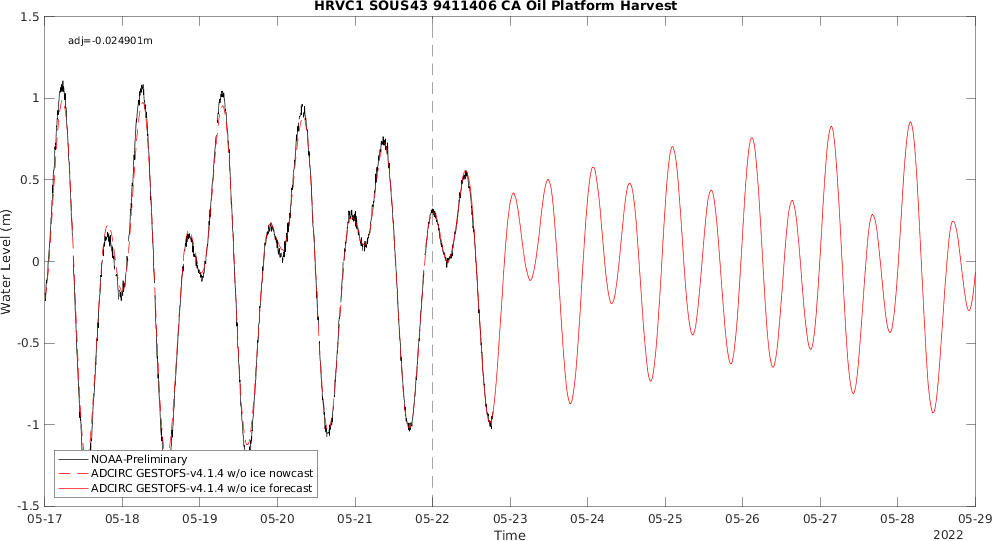 HRVC1 SOUS43 9411406 CA Oil Platform Harvest
adj=-0.024901m
1.5
1
0.5
0
-0.5
-1
-1.5
Water Level (m)
NOAA-Preliminary
ADCIRC GESTOFS-v4.1.4 w/o ice nowcast
ADCIRC GESTOFS-v4.1.4 w/o ice forecast
05-17 05-18 05-19 05-20 05-21 05-22 05-23 05-24 05-25 05-26 05-27 05-28 05-29
Time
2022